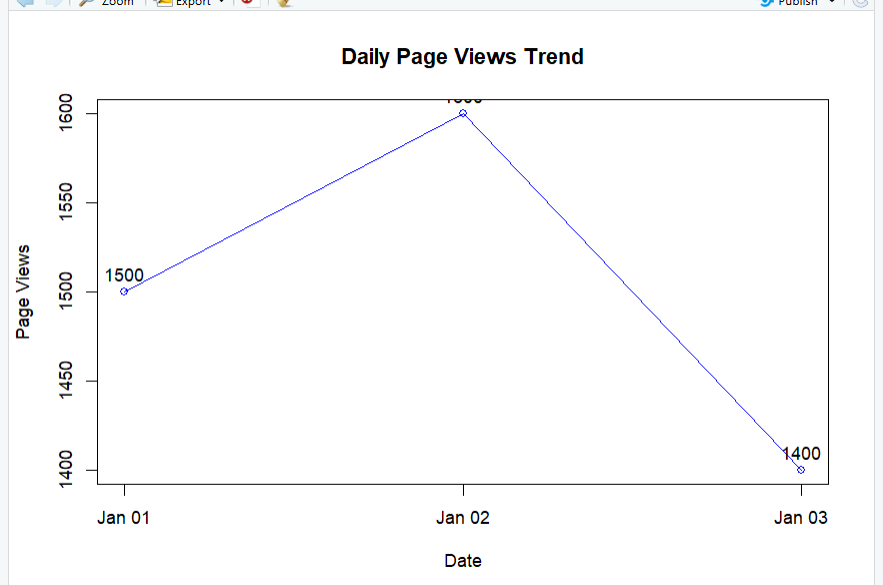 Zoom Export Publish
Daily Page Views Trend
1600
1550
1500
1450
1400
Page Views
1500
1400
Jan 01 Jan 02 Jan 03
Date